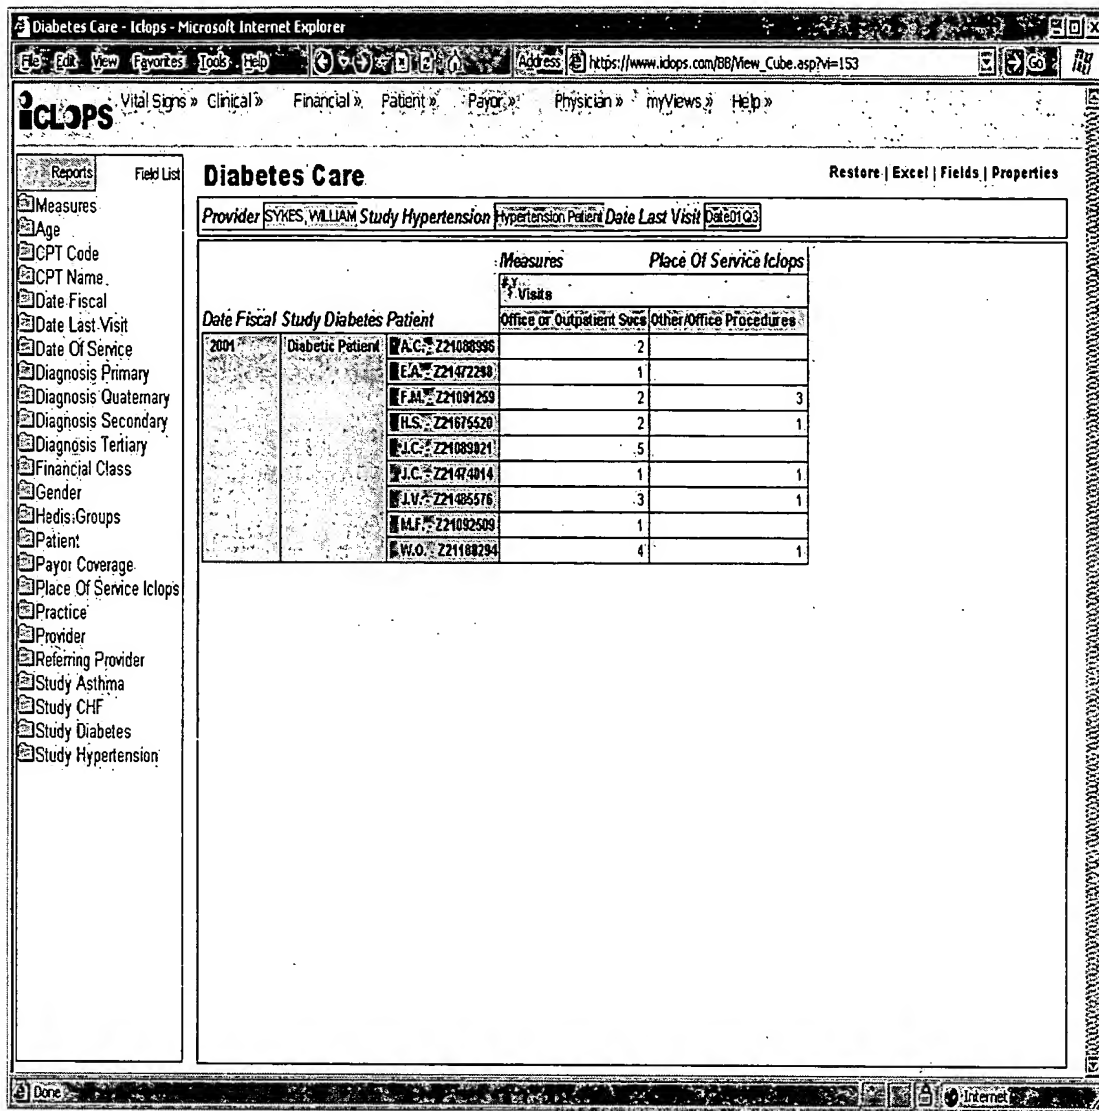 Diabetes Care - Iclops - Microsoft Internet Explorer
File Edit View Favorites Tools Help Address https://www.iclops.com/BB/View_Cube.asp?vi=153 Go
iCLOPS Vital Signs » Clinical » Financial » Patient » Payor » Physician » myViews » Help »
Reports Field List
Diabetes Care Restore | Excel | Fields | Properties
Measures
Age
CPT Code
CPT Name
Date Fiscal
Date Last Visit
Date Of Service
Diagnosis Primary
Diagnosis Quaternary
Diagnosis Secondary
Diagnosis Tertiary
Financial Class
Gender
Hedis Groups
Patient
Payor Coverage
Place Of Service Iclops
Practice
Provider
Referring Provider
Study Asthma
Study CHF
Study Diabetes
Study Hypertension
Provider SYKES, WILLIAM Study Hypertension Hypertension Patient Date Last Visit Date01Q3
Measures Place Of Service Iclops
Visits
Date Fiscal Study Diabetes Patient Office or Outpatient Svcs Other/Office Procedures
2001 Diabetic Patient A.C. Z21088996 2
E.A. Z21472298 1
F.M. Z21091259 2 3
H.S. Z21675520 2 1
J.C. Z21089821 5
J.C. Z21474014 1 1
J.V. Z21485576 3 1
M.F. Z21092509 1
W.O. Z21188294 4 1
Done Internet